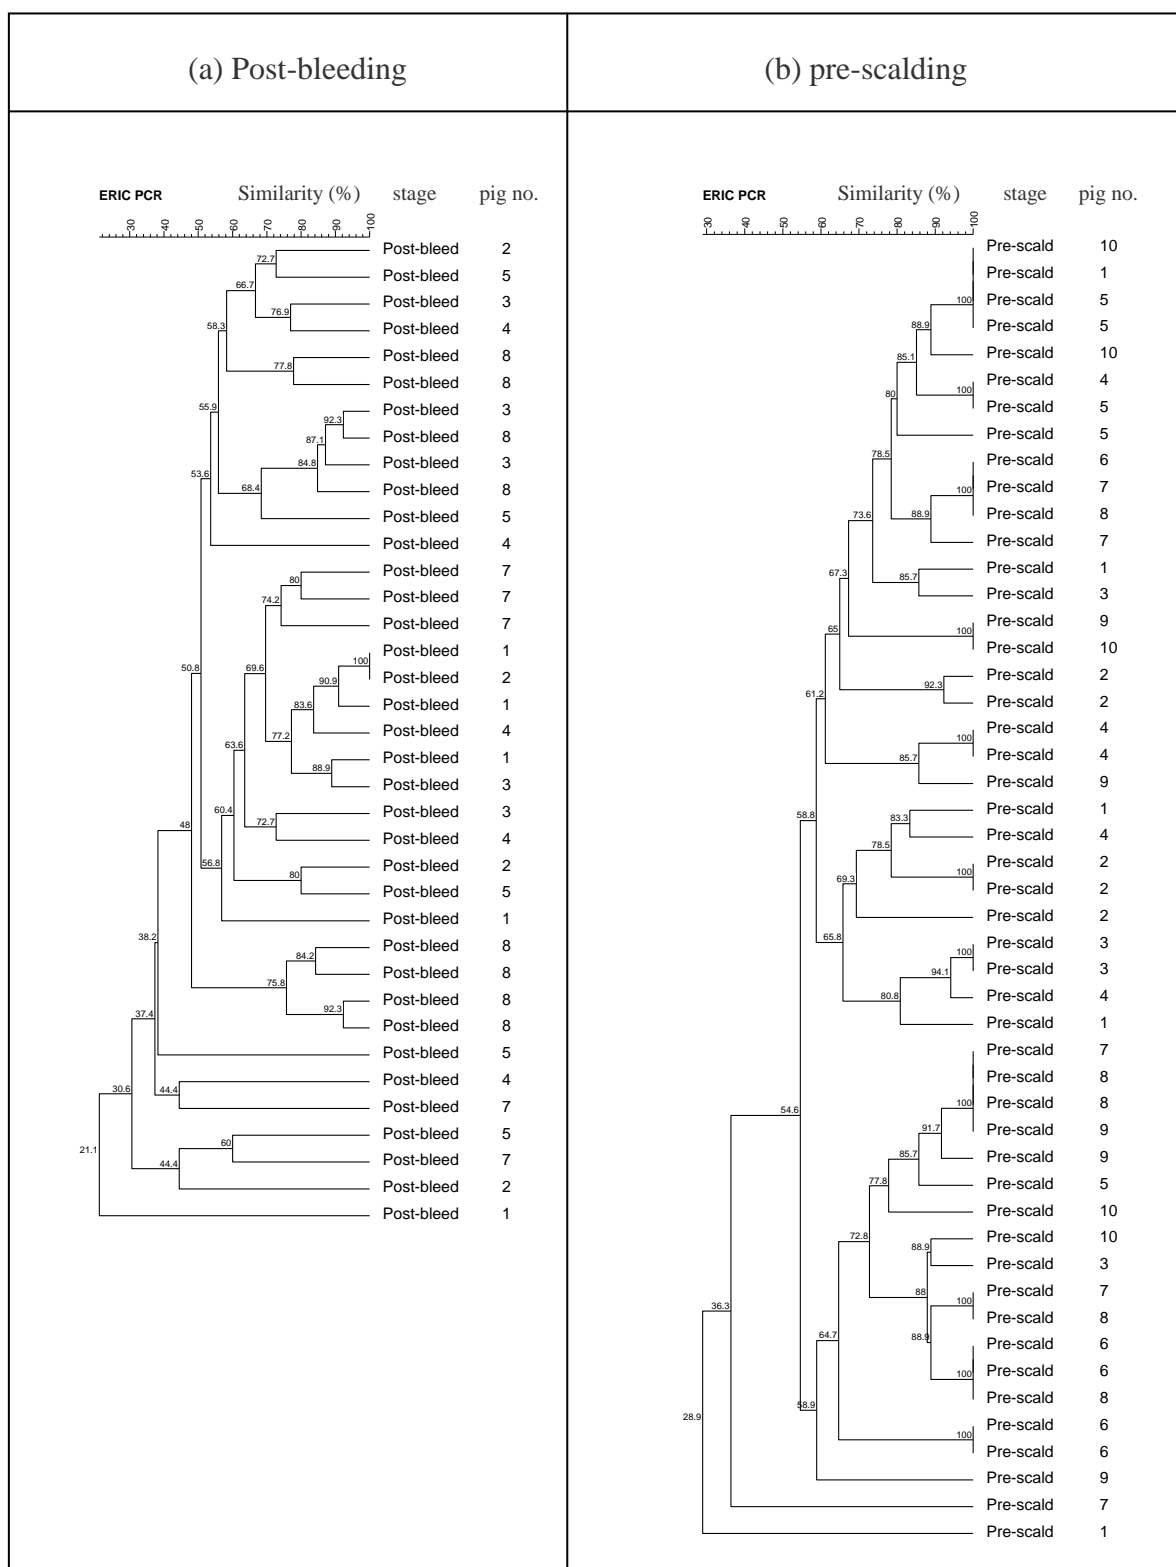 (a) Post-bleeding
ERIC PCR Similarity (%) stage pig no.
30 40 50 60 70 80 90 100
Post-bleed 2
72.7
Post-bleed 5
66.7
Post-bleed 3
76.9
58.3
Post-bleed 4
Post-bleed 8
77.8
Post-bleed 8
55.9
Post-bleed 3
92.3
Post-bleed 8
87.1
Post-bleed 3
84.8
53.6
Post-bleed 8
68.4
Post-bleed 5
Post-bleed 4
Post-bleed 7
80
Post-bleed 7
74.2
Post-bleed 7
Post-bleed 1
100
50.8
Post-bleed 2
69.6
90.9
Post-bleed 1
83.6
Post-bleed 4
77.2
63.6
Post-bleed 1
88.9
Post-bleed 3
60.4
Post-bleed 3
72.7
48
Post-bleed 4
56.8
Post-bleed 2
80
Post-bleed 5
Post-bleed 1
38.2
Post-bleed 8
84.2
Post-bleed 8
75.8
Post-bleed 8
92.3
37.4
Post-bleed 8
Post-bleed 5
30.6
Post-bleed 4
44.4
Post-bleed 7
Post-bleed 5
60
21.1
Post-bleed 7
44.4
Post-bleed 2
Post-bleed 1
(b) pre-scalding
ERIC PCR Similarity (%) stage pig no.
30 40 50 60 70 80 90 100
Pre-scald 10
Pre-scald 1
Pre-scald 5
100
Pre-scald 5
88.9
Pre-scald 10
85.1
Pre-scald 4
100
80
Pre-scald 5
Pre-scald 5
78.5
Pre-scald 6
Pre-scald 7
100
Pre-scald 8
88.9
73.6
Pre-scald 7
Pre-scald 1
85.7
67.3
Pre-scald 3
Pre-scald 9
65
100
Pre-scald 10
Pre-scald 2
92.3
61.2
Pre-scald 2
Pre-scald 4
100
Pre-scald 4
85.7
Pre-scald 9
Pre-scald 1
83.3
58.8
Pre-scald 4
78.5
Pre-scald 2
100
69.3
Pre-scald 2
Pre-scald 2
65.8
Pre-scald 3
100
Pre-scald 3
94.1
Pre-scald 4
80.8
Pre-scald 1
Pre-scald 7
Pre-scald 8
Pre-scald 8
100
54.6
Pre-scald 9
91.7
Pre-scald 9
85.7
Pre-scald 5
77.8
Pre-scald 10
72.8
Pre-scald 10
88.9
Pre-scald 3
Pre-scald 7
88
100
36.3
Pre-scald 8
64.7
88.9
Pre-scald 6
Pre-scald 6
100
Pre-scald 8
58.9
28.9
Pre-scald 6
100
Pre-scald 6
Pre-scald 9
Pre-scald 7
Pre-scald 1